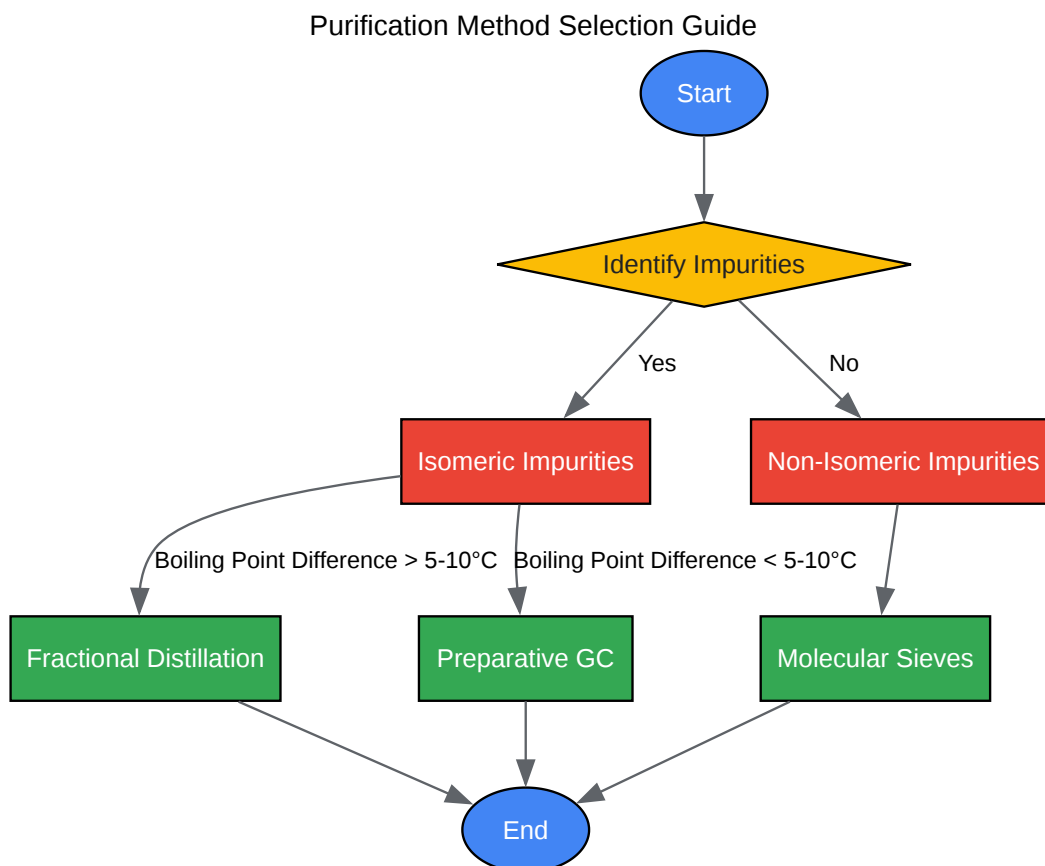 Purification Method Selection Guide
Start
Identify Impurities
Yes
No
Isomeric Impurities
Non-Isomeric Impurities
Boiling Point Difference > 5-10°C
Boiling Point Difference < 5-10°C
Fractional Distillation
Preparative GC
Molecular Sieves
End